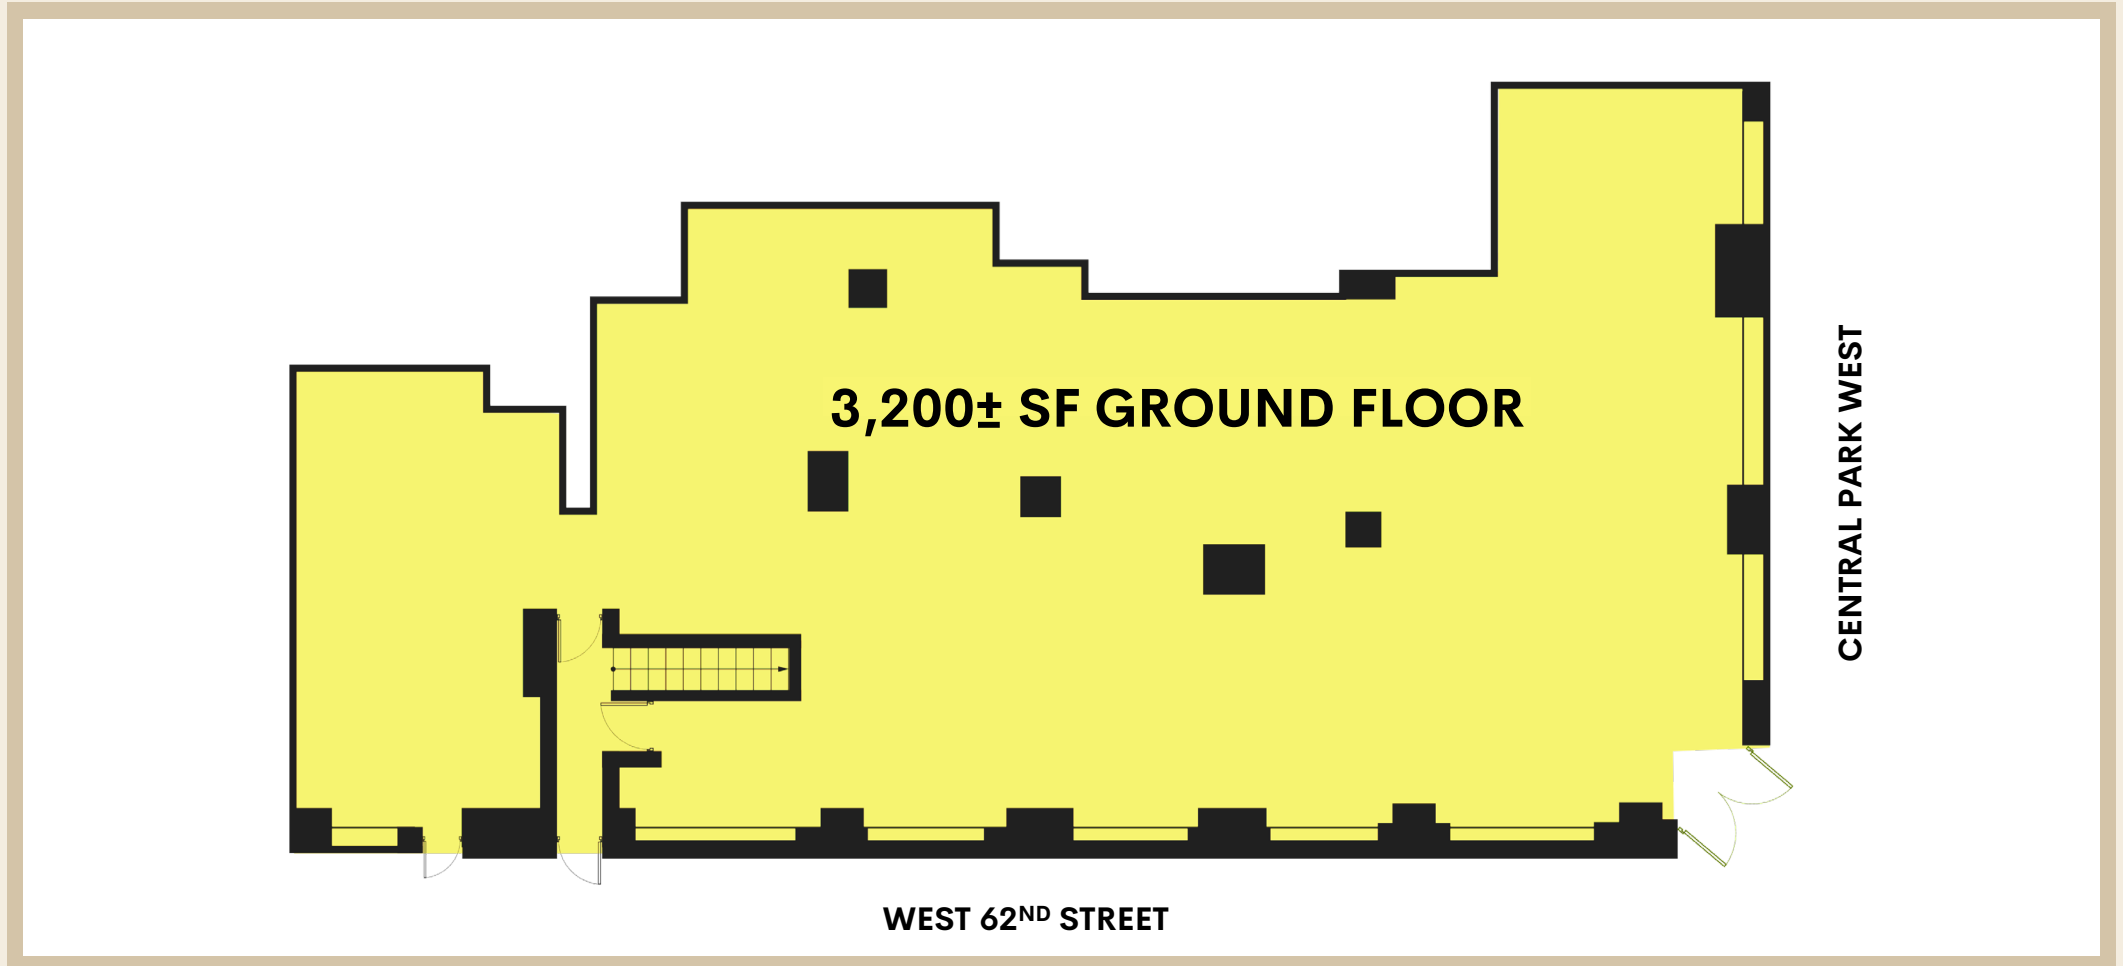 3,200± SF GROUND FLOOR
CENTRAL PARK WEST
WEST 62ND STREET